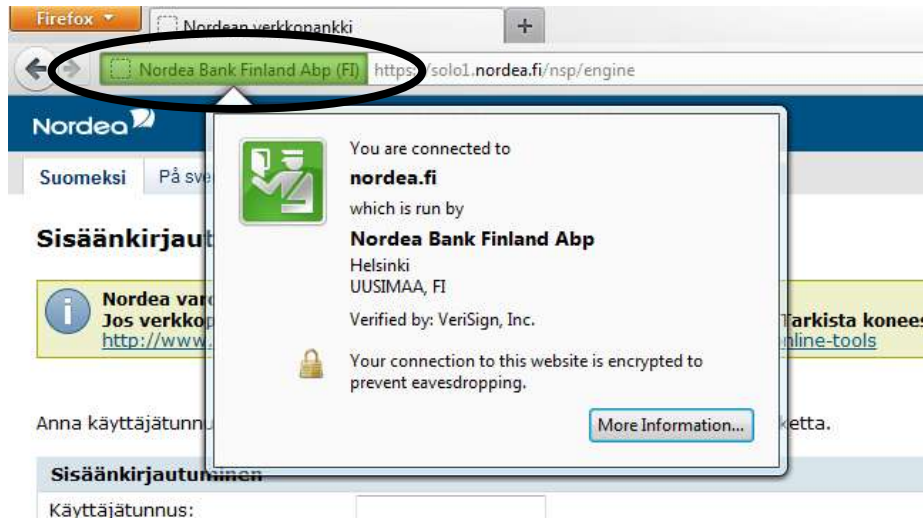 Firefox
Nordean verkkopankki
+
Nordea Bank Finland Abp (FI) https://solo1.nordea.fi/nsp/engine
Nordea
Suomeksi På sve
You are connected to
nordea.fi
which is run by
Nordea Bank Finland Abp
Helsinki
UUSIMAA, FI
Verified by: VeriSign, Inc.
Your connection to this website is encrypted to
prevent eavesdropping.
More Information...
Sisäänkirjaut
Nordea varo
Jos verkkop Tarkista konees
http://www. nline-tools
Anna käyttäjätunnu ketta.
Sisäänkirjautuminen
Käyttäjätunnus: